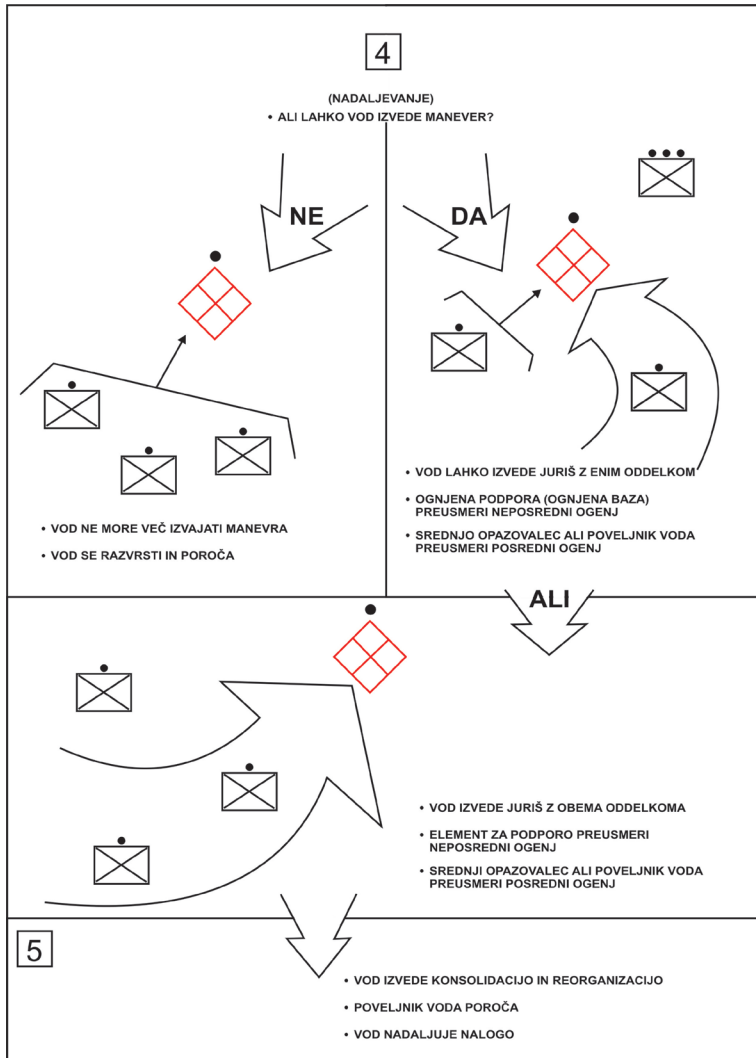 4
(NADALJEVANJE)
• ALI LAHKO VOD IZVEDE MANEVER?
NE
DA
• VOD NE MORE VEČ IZVAJATI MANEVRA
• VOD SE RAZVRSTI IN POROČA
• VOD LAHKO IZVEDE JURIŠ Z ENIM ODDELKOM
• OGNJENA PODPORA (OGNJENA BAZA)
PREUSMERI NEPOSREDNI OGENJ
• SREDNJO OPAZOVALEC ALI POVELJNIK VODA
PREUSMERI POSREDNI OGENJ
ALI
• VOD IZVEDE JURIŠ Z OBEMA ODDELKOMA
• ELEMENT ZA PODPORO PREUSMERI
NEPOSREDNI OGENJ
• SREDNJI OPAZOVALEC ALI POVELJNIK VODA
PREUSMERI POSREDNI OGENJ
5
• VOD IZVEDE KONSOLIDACIJO IN REORGANIZACIJO
• POVELJNIK VODA POROČA
• VOD NADALJUJE NALOGO